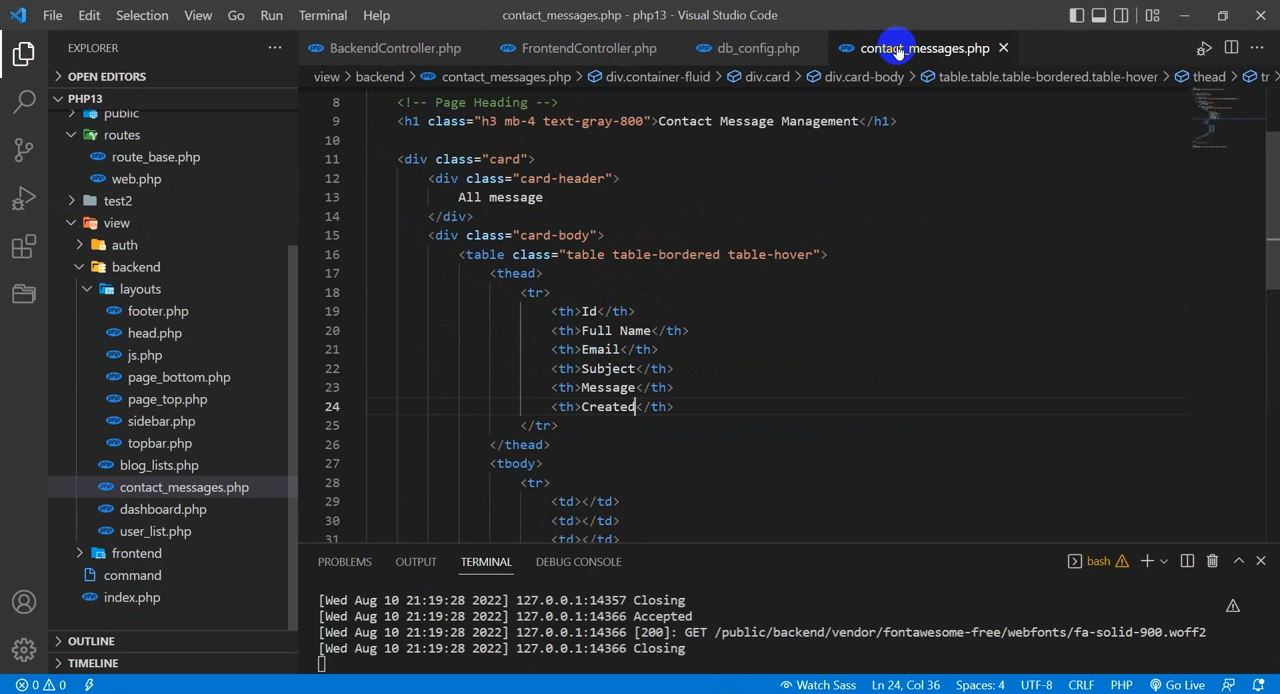 File Edit Selection View Go Run Terminal Help
contact_messages.php - php13 - Visual Studio Code
EXPLORER
OPEN EDITORS
PHP13
public
routes
route_base.php
web.php
test2
view
auth
backend
layouts
footer.php
head.php
js.php
page_bottom.php
page_top.php
sidebar.php
topbar.php
blog_lists.php
contact_messages.php
dashboard.php
user_list.php
frontend
command
index.php
OUTLINE
TIMELINE
BackendController.php FrontendController.php db_config.php contact_messages.php
view > backend > contact_messages.php > div.container-fluid > div.card > div.card-body > table.table.table-bordered.table-hover > thead > tr
8 <!-- Page Heading -->
9 <h1 class="h3 mb-4 text-gray-800">Contact Message Management</h1>
10
11 <div class="card">
12 <div class="card-header">
13 All message
14 </div>
15 <div class="card-body">
16 <table class="table table-bordered table-hover">
17 <thead>
18 <tr>
19 <th>Id</th>
20 <th>Full Name</th>
21 <th>Email</th>
22 <th>Subject</th>
23 <th>Message</th>
24 <th>Created</th>
25 </tr>
26 </thead>
27 <tbody>
28 <tr>
29 <td></td>
30 <td></td>
31 <td></td>
PROBLEMS OUTPUT TERMINAL DEBUG CONSOLE
bash
[Wed Aug 10 21:19:28 2022] 127.0.0.1:14357 Closing
[Wed Aug 10 21:19:28 2022] 127.0.0.1:14366 Accepted
[Wed Aug 10 21:19:28 2022] 127.0.0.1:14366 [200]: GET /public/backend/vendor/fontawesome-free/webfonts/fa-solid-900.woff2
[Wed Aug 10 21:19:28 2022] 127.0.0.1:14366 Closing
0 0
Watch Sass Ln 24, Col 36 Spaces: 4 UTF-8 CRLF PHP Go Live